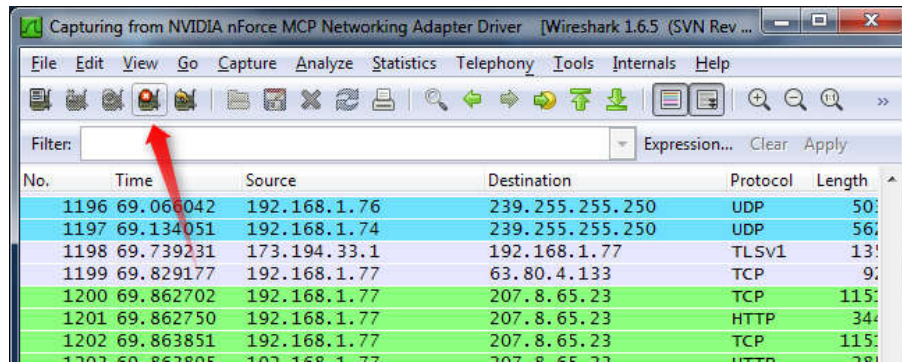 Capturing from NVIDIA nForce MCP Networking Adapter Driver [Wireshark 1.6.5 (SVN Rev ...
File Edit View Go Capture Analyze Statistics Telephony Tools Internals Help
Filter: Expression... Clear Apply
No. Time Source Destination Protocol Length
1196 69.066042 192.168.1.76 239.255.255.250 UDP
1197 69.134051 192.168.1.74 239.255.255.250 UDP
1198 69.739231 173.194.33.1 192.168.1.77 TLSv1
1199 69.829177 192.168.1.77 63.80.4.133 TCP
1200 69.862702 192.168.1.77 207.8.65.23 TCP
1201 69.862750 192.168.1.77 207.8.65.23 HTTP
1202 69.863851 192.168.1.77 207.8.65.23 TCP